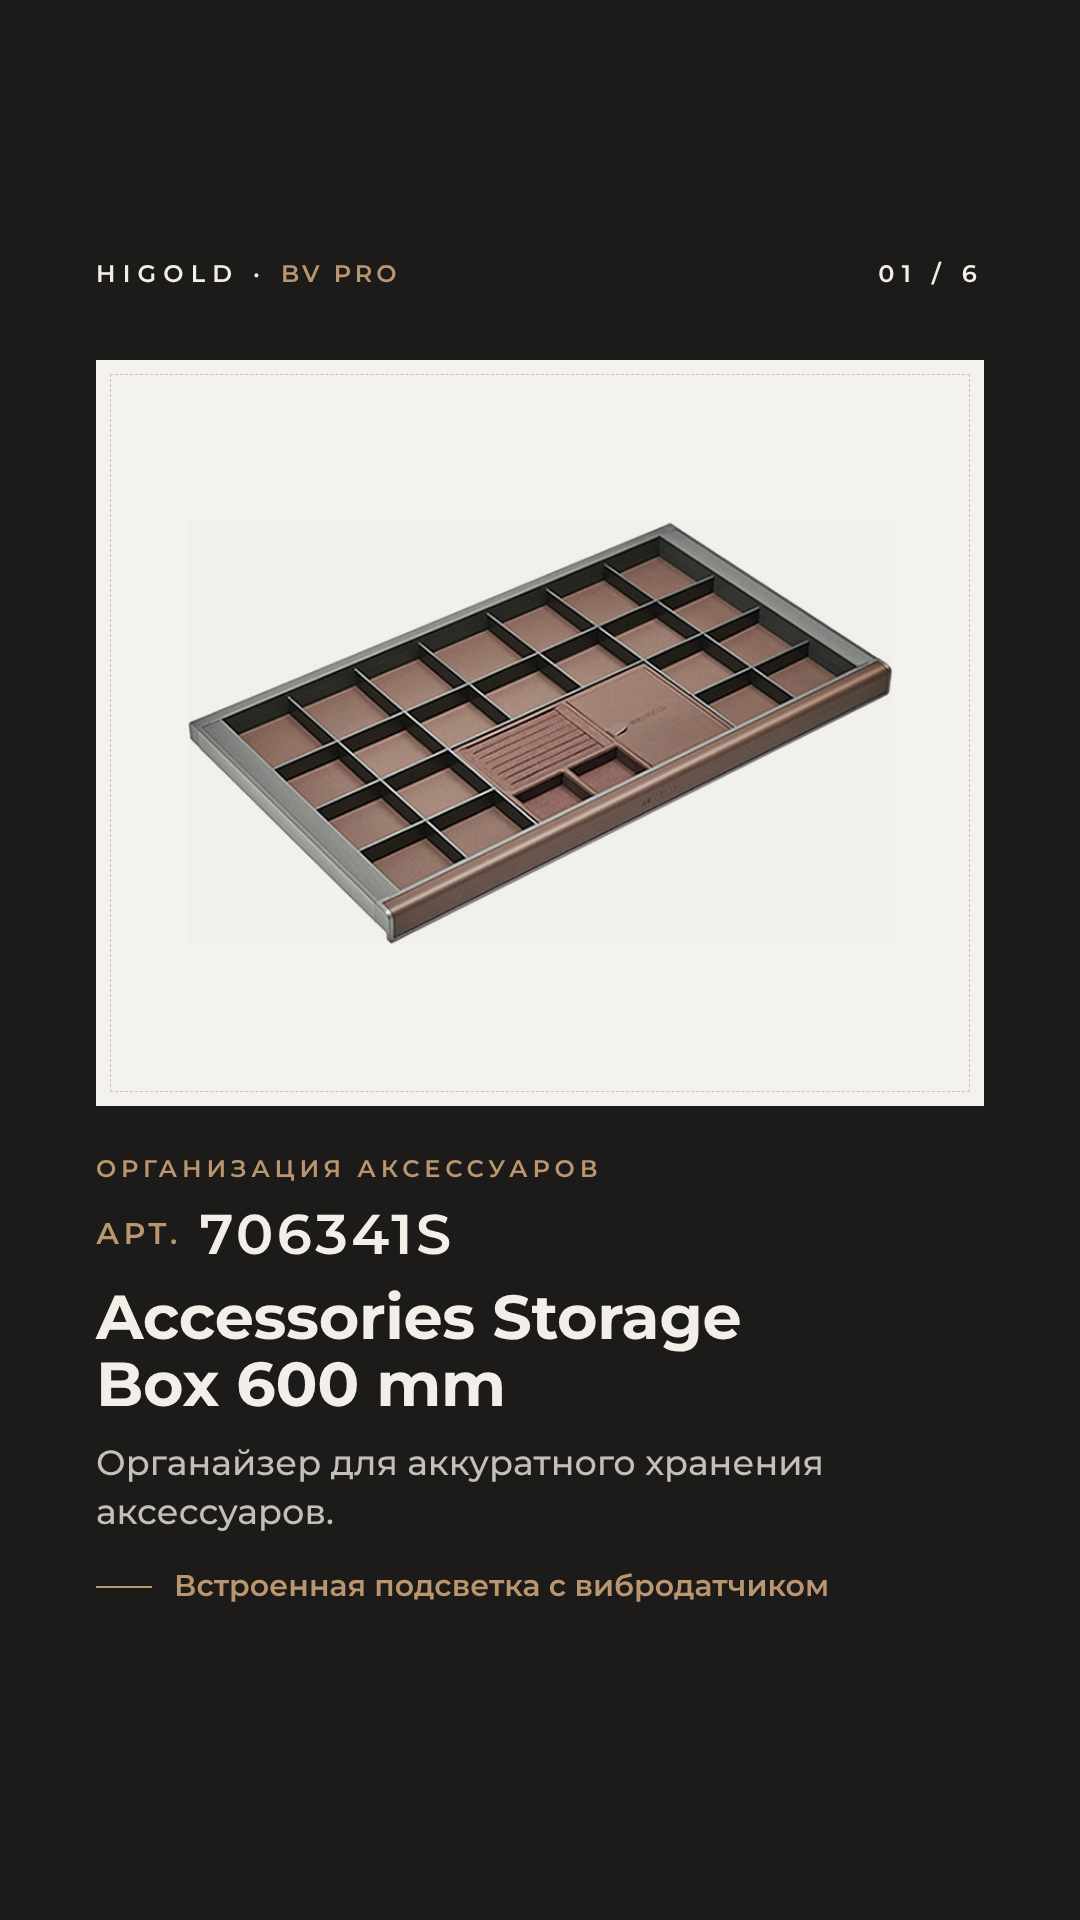 HIGOLD · BV PRO
01 / 6
ОРГАНИЗАЦИЯ АКСЕССУАРОВ
АРТ. 706341S
Accessories Storage
Box 600 mm
Органайзер для аккуратного хранения
аксессуаров.
Встроенная подсветка с вибродатчиком